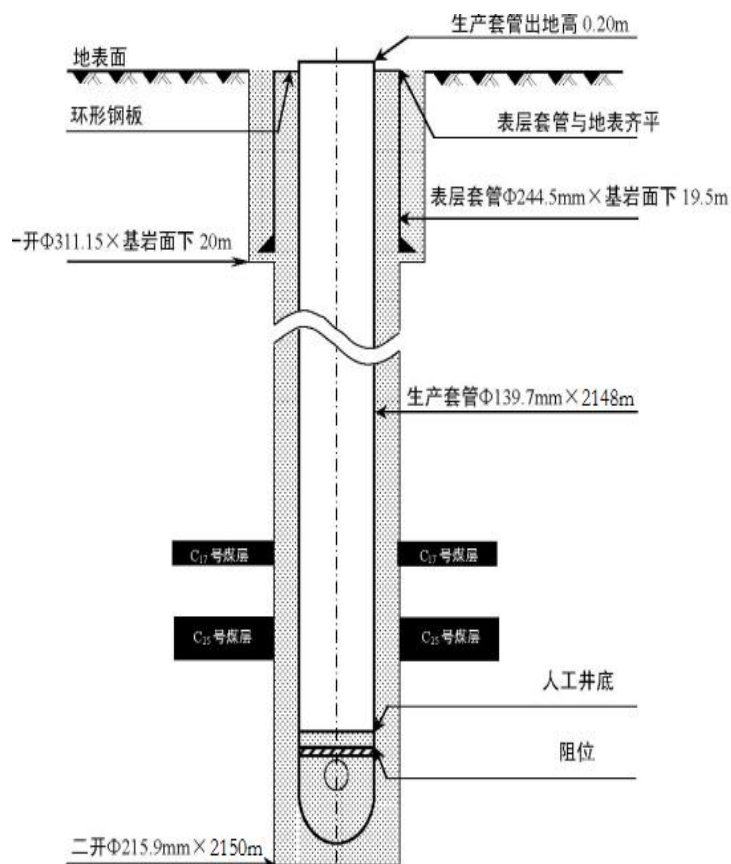 生产套管出地高 0.20m
地表面
环形钢板
表层套管与地表齐平
表层套管Φ244.5mm×基岩面下 19.5m
一开Φ311.15×基岩面下 20m
生产套管Φ139.7mm×2148m
C₁₇ 号煤层
C₁₇ 号煤层
C₂₅ 号煤层
C₂₅ 号煤层
人工井底
阻位
二开Φ215.9mm×2150m